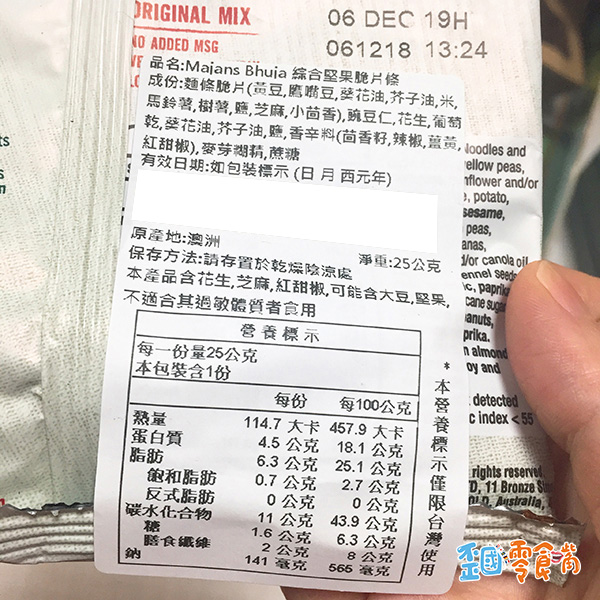 ORIGINAL MIX
NO ADDED MSG
06 DEC 19H
061218 13:24
品名:Majans Bhuja 綜合堅果脆片條
成份:麵條脆片(黃豆,鷹嘴豆,葵花油,芥子油,米,
馬鈴薯,樹薯,鹽,芝麻,小茴香),豌豆仁,花生,葡萄
乾,葵花油,芥子油,鹽,香辛料(茴香籽,辣椒,薑黃,
紅甜椒),麥芽糊精,蔗糖
有效日期:如包裝標示 (日 月 西元年)
原產地:澳洲
淨重:25公克
保存方法:請存置於乾燥陰涼處
本產品含花生,芝麻,紅甜椒,可能含大豆,堅果,
不適合其過敏體質者食用
營養標示
每一份量25公克
本包裝含1份
每份 每100公克
熱量 114.7 大卡 457.9 大卡
蛋白質 4.5 公克 18.1 公克
脂肪 6.3 公克 25.1 公克
飽和脂肪 0.7 公克 2.7 公克
反式脂肪 0 公克 0 公克
碳水化合物 11 公克 43.9 公克
糖 1.6 公克 6.3 公克
膳食纖維 2 公克 8 公克
鈉 141 毫克 565 毫克
*本營養標示僅限台灣使用
Noodles and
yellow peas,
nflower and/or
potato,
sesame,
peas,
d/or canola oil
fennel seeds
paprika
cane sugar
eanuts,
prika.
n almond
oy and
detected
ic index <55
rights reserved
D, 11 Bronze
Australia,
歪國零食嘴